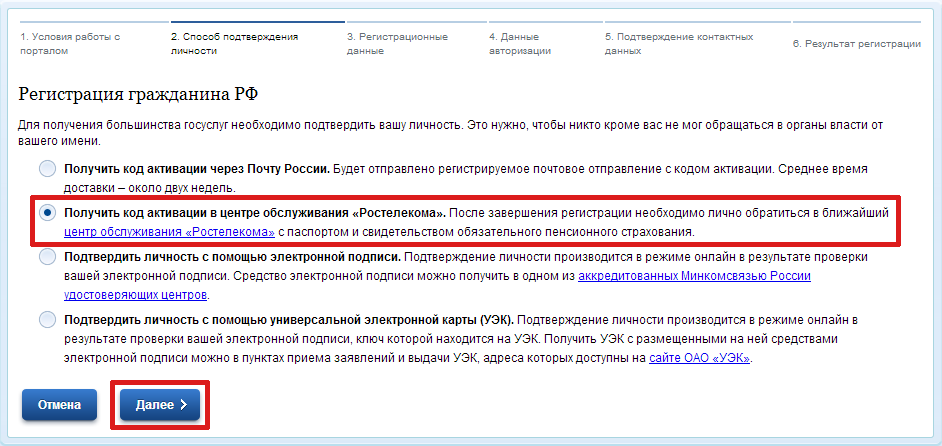 1. Условия работы с порталом
2. Способ подтверждения личности
3. Регистрационные данные
4. Данные авторизации
5. Подтверждение контактных данных
6. Результат регистрации
Регистрация гражданина РФ
Для получения большинства госуслуг необходимо подтвердить вашу личность. Это нужно, чтобы никто кроме вас не мог обращаться в органы власти от
вашего имени.
Получить код активации через Почту России. Будет отправлено регистрируемое почтовое отправление с кодом активации. Среднее время
доставки – около двух недель.
Получить код активации в центре обслуживания «Ростелекома». После завершения регистрации необходимо лично обратиться в ближайший
центр обслуживания «Ростелекома» с паспортом и свидетельством обязательного пенсионного страхования.
Подтвердить личность с помощью электронной подписи. Подтверждение личности производится в режиме онлайн в результате проверки
вашей электронной подписи. Средство электронной подписи можно получить в одном из аккредитованных Минкомсвязью России
удостоверяющих центров.
Подтвердить личность с помощью универсальной электронной карты (УЭК). Подтверждение личности производится в режиме онлайн в
результате проверки вашей электронной подписи, ключ которой находится на УЭК. Получить УЭК с размещенными на ней средствами
электронной подписи можно в пунктах приема заявлений и выдачи УЭК, адреса которых доступны на сайте ОАО «УЭК».
Отмена
Далее